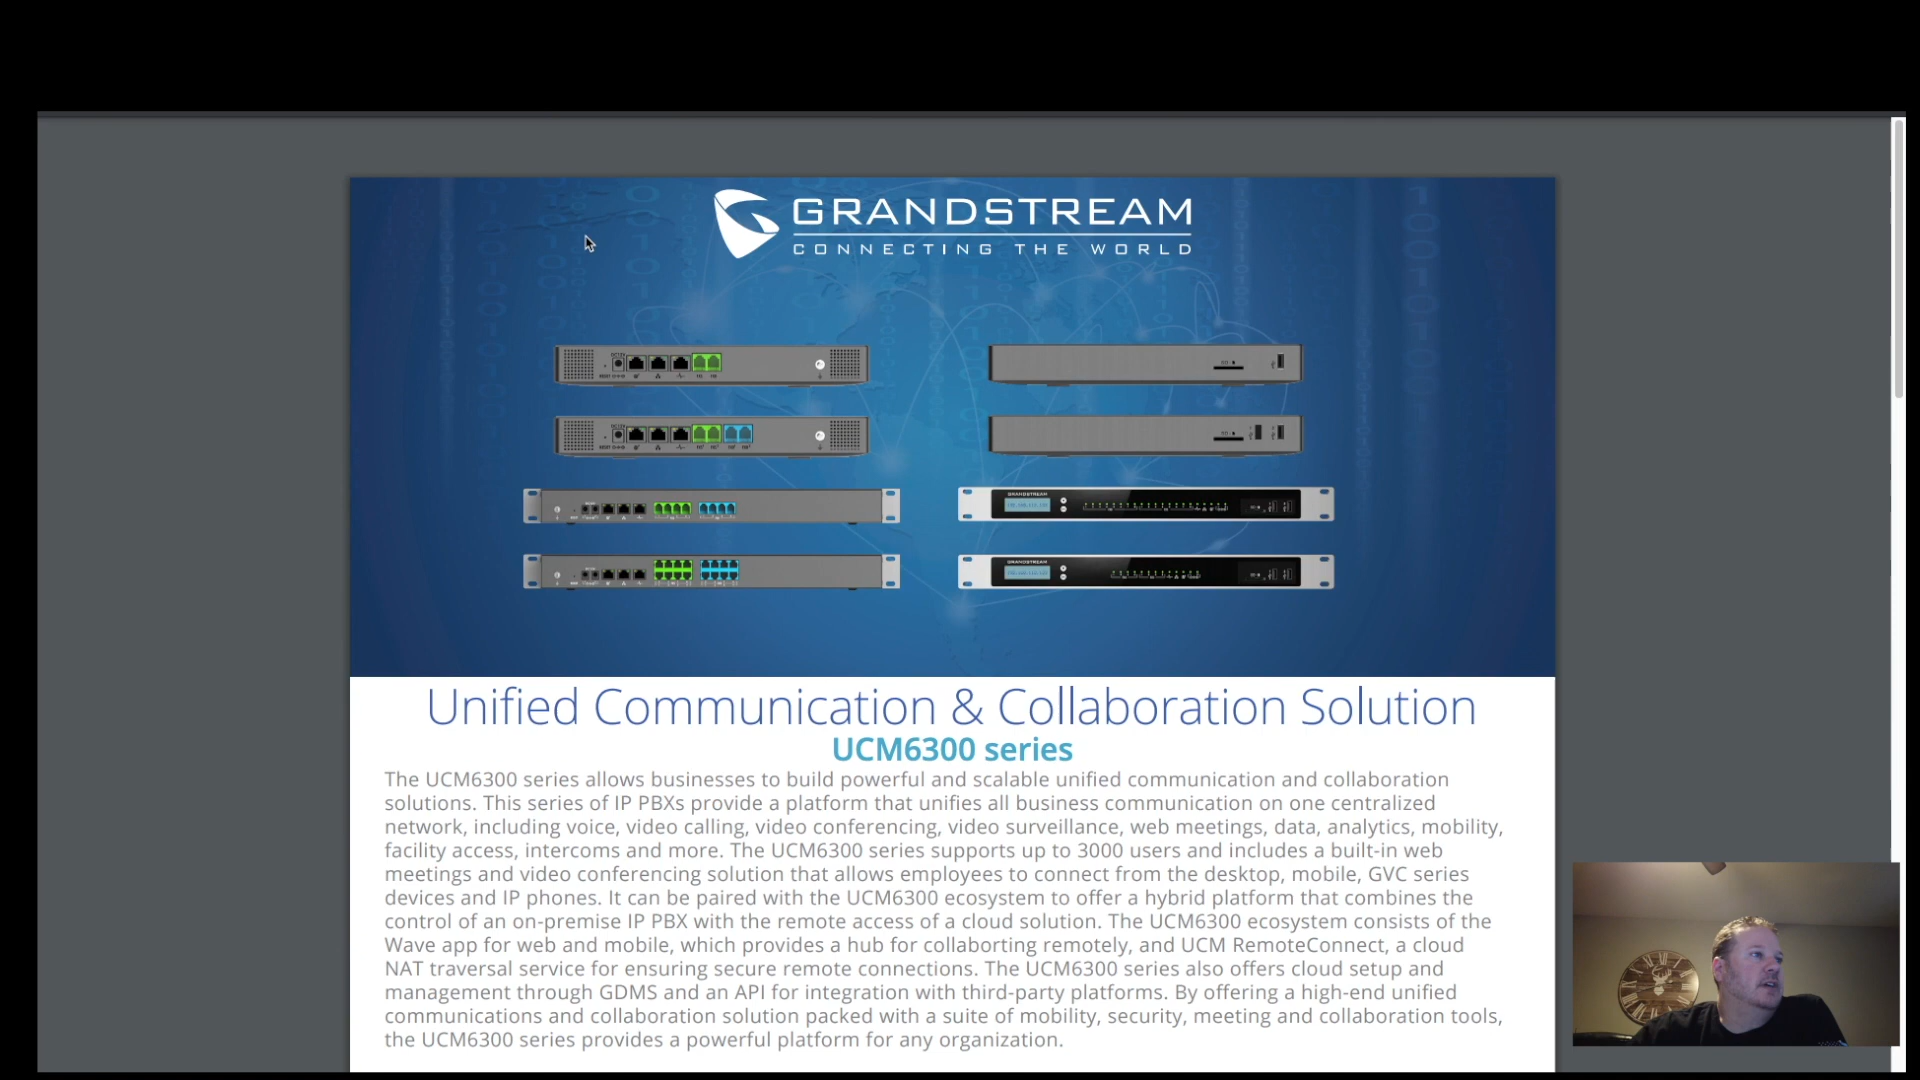 GRANDSTREAM
CONNECTING THE WORLD
GRANDSTREAM
GRANDSTREAM
Unified Communication & Collaboration Solution
UCM6300 series
The UCM6300 series allows businesses to build powerful and scalable unified communication and collaboration
solutions. This series of IP PBXs provide a platform that unifies all business communication on one centralized
network, including voice, video calling, video conferencing, video surveillance, web meetings, data, analytics, mobility,
facility access, intercoms and more. The UCM6300 series supports up to 3000 users and includes a built-in web
meetings and video conferencing solution that allows employees to connect from the desktop, mobile, GVC series
devices and IP phones. It can be paired with the UCM6300 ecosystem to offer a hybrid platform that combines the
control of an on-premise IP PBX with the remote access of a cloud solution. The UCM6300 ecosystem consists of the
Wave app for web and mobile, which provides a hub for collaborting remotely, and UCM RemoteConnect, a cloud
NAT traversal service for ensuring secure remote connections. The UCM6300 series also offers cloud setup and
management through GDMS and an API for integration with third-party platforms. By offering a high-end unified
communications and collaboration solution packed with a suite of mobility, security, meeting and collaboration tools,
the UCM6300 series provides a powerful platform for any organization.